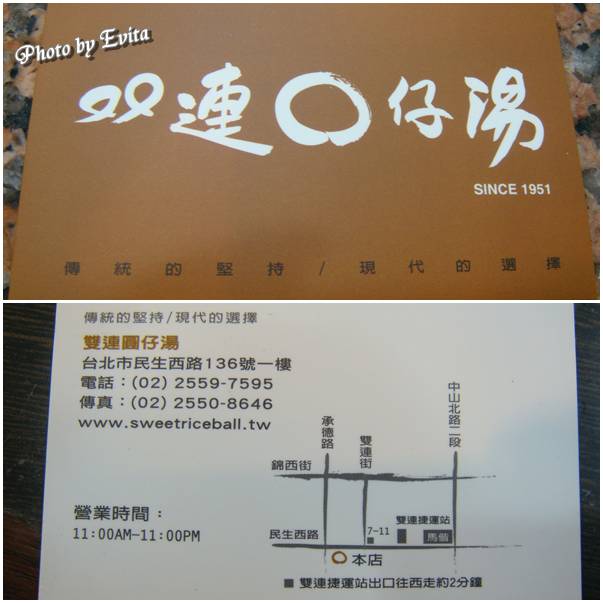 Photo by Evita
双連〇仔湯
SINCE 1951
傳統的堅持/現代的選擇
傳統的堅持/現代的選擇
雙連圓仔湯
台北市民生西路136號一樓
電話：(02) 2559-7595
傳真：(02) 2550-8646
www.sweetriceball.tw
中山北路二段
承德路
雙連街
錦西街
營業時間：
11:00AM-11:00PM
雙連捷運站
7-11
馬偕
民生西路
本店
■ 雙連捷運站出口往西走約2分鐘